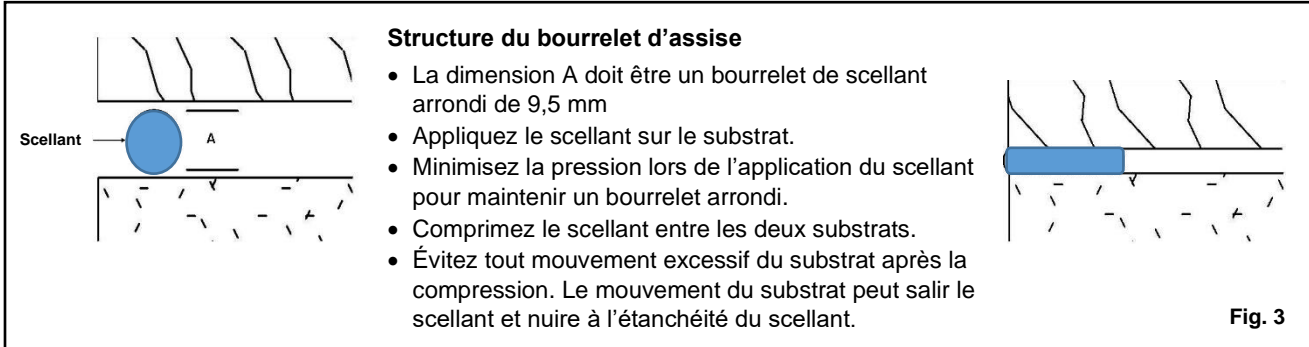 Structure du bourrelet d’assise
• La dimension A doit être un bourrelet de scellant
arrondi de 9,5 mm
• Appliquez le scellant sur le substrat.
• Minimisez la pression lors de l’application du scellant
pour maintenir un bourrelet arrondi.
• Comprimez le scellant entre les deux substrats.
• Évitez tout mouvement excessif du substrat après la
compression. Le mouvement du substrat peut salir le
scellant et nuire à l’étanchéité du scellant.
Scellant
A
Fig. 3